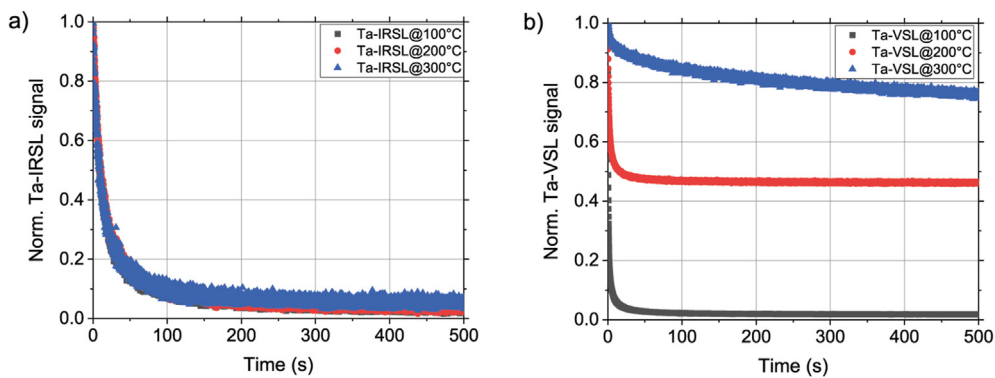 a)
Norm. Ta-IRSL signal
1.0
0.8
0.6
0.4
0.2
0.0
Ta-IRSL@100°C
Ta-IRSL@200°C
Ta-IRSL@300°C
0 100 200 300 400 500
Time (s)
b)
Norm. Ta-VSL signal
1.0
0.8
0.6
0.4
0.2
0.0
Ta-VSL@100°C
Ta-VSL@200°C
Ta-VSL@300°C
0 100 200 300 400 500
Time (s)